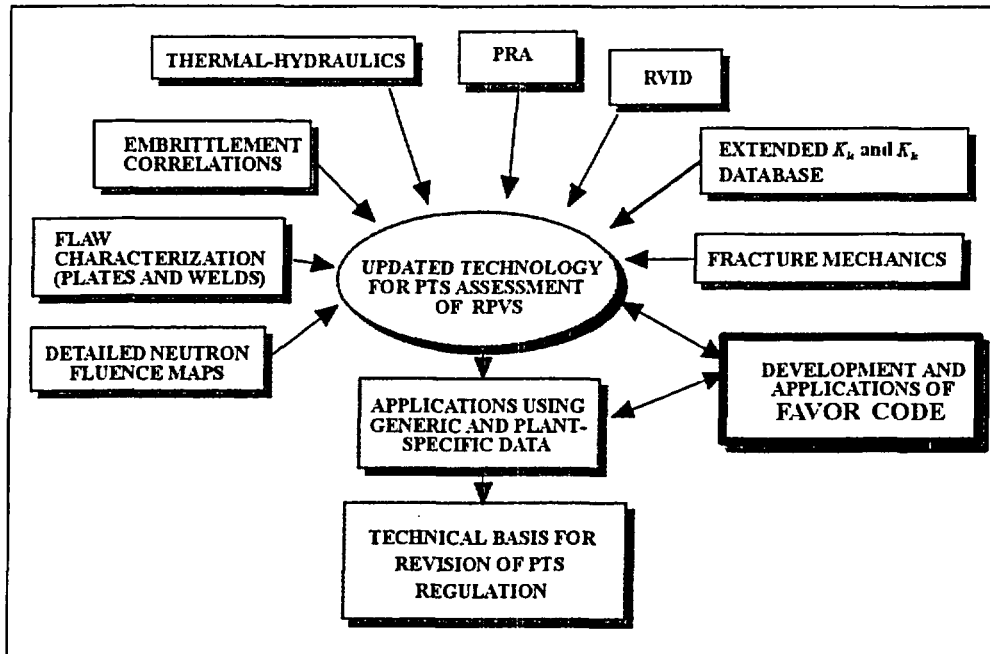 THERMAL-HYDRAULICS
PRA
RVID
EMBRITTLEMENT
CORRELATIONS
EXTENDED K and K
DATABASE
FLAW
CHARACTERIZATION
(PLATES AND WELDS)
UPDATED TECHNOLOGY
FOR PTS ASSESSMENT
OF RPVS
FRACTURE MECHANICS
DETAILED NEUTRON
FLUENCE MAPS
DEVELOPMENT AND
APPLICATIONS OF
FAVOR CODE
APPLICATIONS USING
GENERIC AND PLANT-
SPECIFIC DATA
TECHNICAL BASIS FOR
REVISION OF PTS
REGULATION